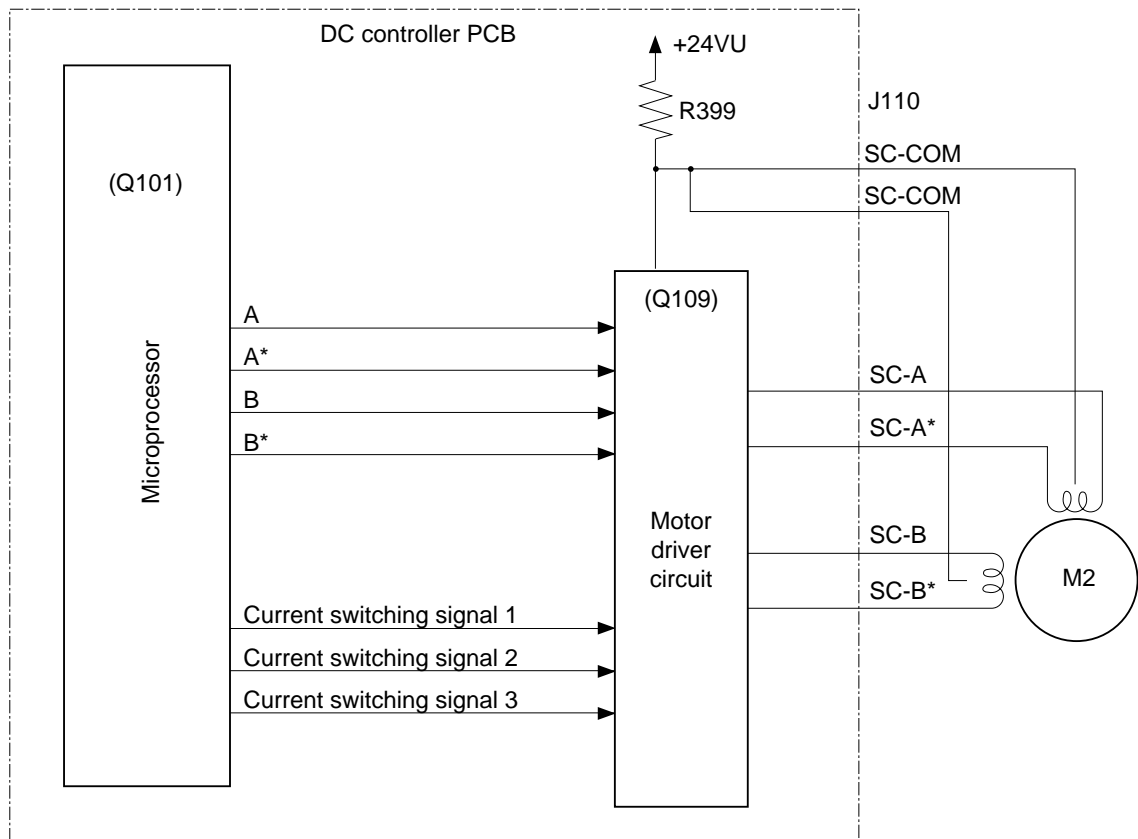 DC controller PCB
+24VU
R399
J110
SC-COM
SC-COM
(Q101)
Microprocessor
A
A*
B
B*
Current switching signal 1
Current switching signal 2
Current switching signal 3
(Q109)
Motor
driver
circuit
SC-A
SC-A*
SC-B
SC-B*
M2